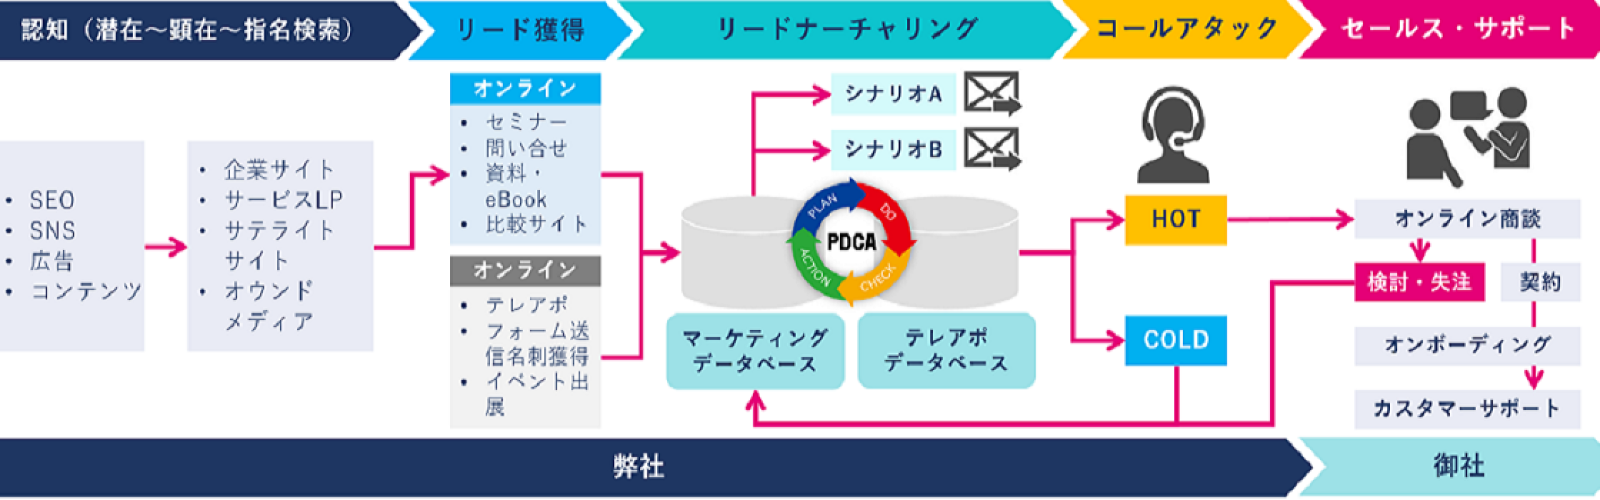 認知（潜在～顕在～指名検索）
リード獲得
リードナーチャリング
コールアタック
セールス・サポート
• SEO
• SNS
• 広告
• コンテンツ
• 企業サイト
• サービスLP
• サテライト
サイト
• オウンド
メディア
オンライン
• セミナー
• 問い合せ
• 資料・
eBook
• 比較サイト
オンライン
• テレアポ
• フォーム送
信名刺獲得
• イベント出
展
シナリオA
シナリオB
PLAN
DO
CHECK
ACTION
PDCA
マーケティング
データベース
テレアポ
データベース
HOT
COLD
オンライン商談
検討・失注
契約
オンボーディング
カスタマーサポート
弊社
御社